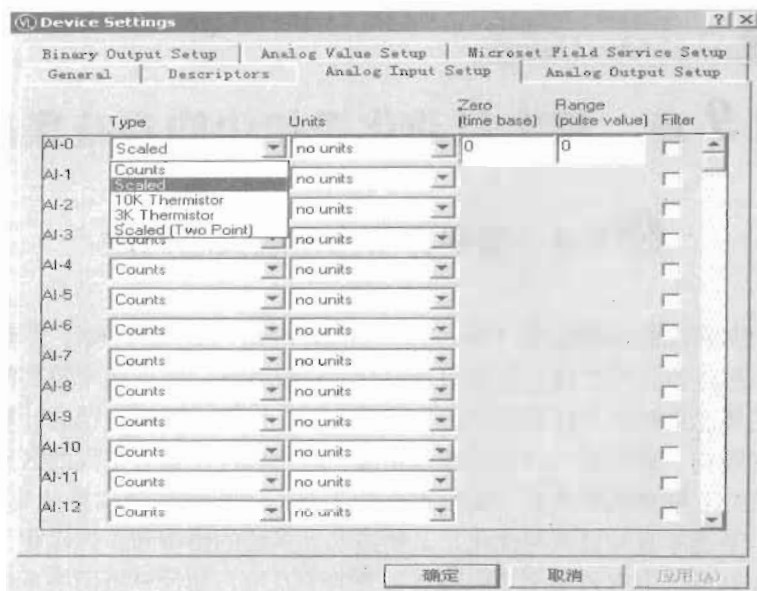 Device Settings
Binary Output Setup
Analog Value Setup
Microset Field Service Setup
General
Descriptors
Analog Input Setup
Analog Output Setup
Type
Units
Zero (time base)
Range (pulse value)
Filter
AI-0 Scaled no units 0 0
Counts
Scaled
10K Thermistor
3K Thermistor
Scaled (Two Point)
AI-1 no units
AI-2 no units
AI-3 Counts no units
AI-4 Counts no units
AI-5 Counts no units
AI-6 Counts no units
AI-7 Counts no units
AI-8 Counts no units
AI-9 Counts no units
AI-10 Counts no units
AI-11 Counts no units
AI-12 Counts no units
确定
取消
应用(A)